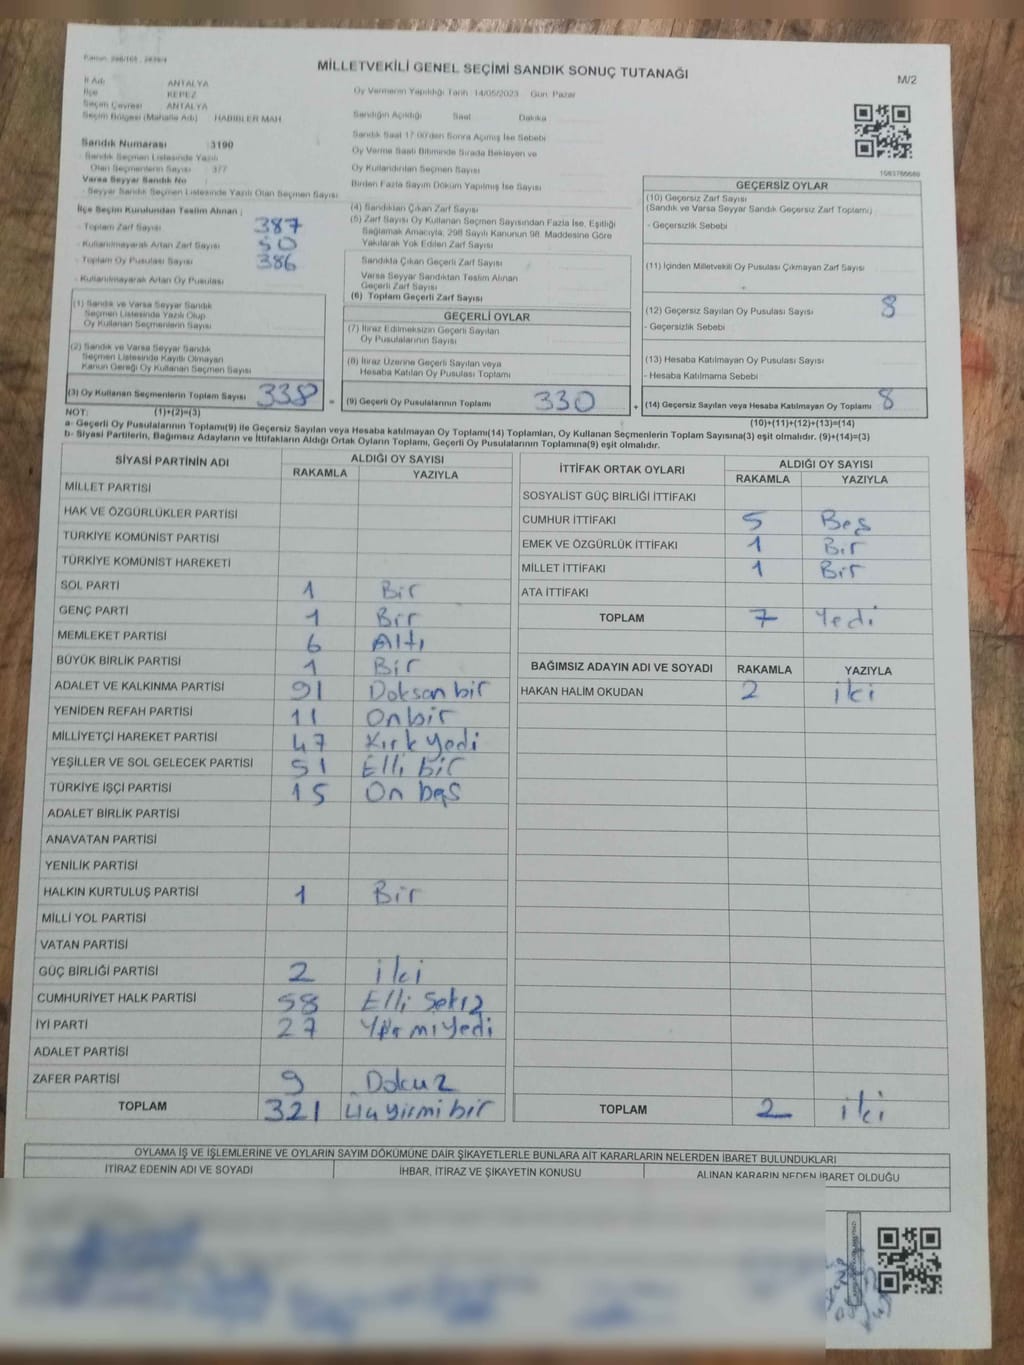 MİLLETVEKİLİ GENEL SEÇİMİ SANDIK SONUÇ TUTANAĞI
M/2
İl Adı ANTALYA
İlçe KEPEZ
Seçim Çevresi ANTALYA
Seçim Bölgesi (Mahalle Adı) HABİBLER MAH
Sandık Numarası 3190
Sandık Seçmen Listesinde Yazılı
Olan Seçmenlerin Sayısı 377
Varsa Seyyar Sandık No
- Seyyar Sandık Seçmen Listesinde Yazılı Olan Seçmen Sayısı
Oy Vermenin Yapıldığı Tarih 14/05/2023 Gün Pazar
Sandığın Açıldığı Saat Dakika
Sandık Saat 17:00'den Sonra Açılmış İse Sebebi
Oy Verme Saati Bitiminde Sırada Bekleyen ve
Oy Kullandırılan Seçmen Sayısı
Birden Fazla Sayım Döküm Yapılmış İse Sayısı
İlçe Seçim Kurulundan Teslim Alınan ;
- Toplam Zarf Sayısı 387
- Kullanılmayarak Artan Zarf Sayısı 50
- Toplam Oy Pusulası Sayısı 386
- Kullanılmayarak Artan Oy Pusulası
(1) Sandık ve Varsa Seyyar Sandık
Seçmen Listesinde Yazılı Olup
Oy Kullanan Seçmenlerin Sayısı
(2) Sandık ve Varsa Seyyar Sandık
Seçmen Listesinde Kayıtlı Olmayan
Kanun Gereği Oy Kullanan Seçmen Sayısı
(3) Oy Kullanan Seçmenlerin Toplam Sayısı 338 =
(4) Sandıktan Çıkan Zarf Sayısı
(5) Zarf Sayısı Oy Kullanan Seçmen Sayısından Fazla İse, Eşitliği
Sağlamak Amacıyla, 298 Sayılı Kanunun 98. Maddesine Göre
Yakılarak Yok Edilen Zarf Sayısı
Sandıkta Çıkan Geçerli Zarf Sayısı
Varsa Seyyar Sandıktan Teslim Alınan
Geçerli Zarf Sayısı
(6) Toplam Geçerli Zarf Sayısı
GEÇERLİ OYLAR
(7) İtiraz Edilmeksizin Geçerli Sayılan
Oy Pusulalarının Sayısı
(8) İtiraz Üzerine Geçerli Sayılan veya
Hesaba Katılan Oy Pusulası Toplamı
(9) Geçerli Oy Pusulalarının Toplamı 330 +
GEÇERSİZ OYLAR
(10) Geçersiz Zarf Sayısı
(Sandık ve Varsa Seyyar Sandık Geçersiz Zarf Toplamı)
- Geçersizlik Sebebi
(11) İçinden Milletvekili Oy Pusulası Çıkmayan Zarf Sayısı
(12) Geçersiz Sayılan Oy Pusulası Sayısı 8
- Geçersizlik Sebebi
(13) Hesaba Katılmayan Oy Pusulası Sayısı
- Hesaba Katılmama Sebebi
(14) Geçersiz Sayılan veya Hesaba Katılmayan Oy Toplamı 8
NOT: (1)+(2)=(3) (10)+(11)+(12)+(13)=(14)
a- Geçerli Oy Pusulalarının Toplamı(9) ile Geçersiz Sayılan veya Hesaba katılmayan Oy Toplamı(14) Toplamları, Oy Kullanan Seçmenlerin Toplam Sayısına(3) eşit olmalıdır. (9)+(14)=(3)
b- Siyasi Partilerin, Bağımsız Adayların ve İttifakların Aldığı Ortak Oyların Toplamı, Geçerli Oy Pusulalarının Toplamına(9) eşit olmalıdır.
SİYASİ PARTİNİN ADI ALDIĞI OY SAYISI
RAKAMLA YAZIYLA
MİLLET PARTİSİ
HAK VE ÖZGÜRLÜKLER PARTİSİ
TÜRKİYE KOMÜNİST PARTİSİ
TÜRKİYE KOMÜNİST HAREKETİ
SOL PARTİ 1 Bir
GENÇ PARTİ 1 Bir
MEMLEKET PARTİSİ 6 Altı
BÜYÜK BİRLİK PARTİSİ 1 Bir
ADALET VE KALKINMA PARTİSİ 91 Doksan bir
YENİDEN REFAH PARTİSİ 11 Onbir
MİLLİYETÇİ HAREKET PARTİSİ 47 Kırk yedi
YEŞİLLER VE SOL GELECEK PARTİSİ 51 Elli bir
TÜRKİYE İŞÇİ PARTİSİ 15 On beş
ADALET BİRLİK PARTİSİ
ANAVATAN PARTİSİ
YENİLİK PARTİSİ
HALKIN KURTULUŞ PARTİSİ 1 Bir
MİLLİ YOL PARTİSİ
VATAN PARTİSİ
GÜÇ BİRLİĞİ PARTİSİ 2 iki
CUMHURİYET HALK PARTİSİ 58 Elli Sekiz
İYİ PARTİ 27 Yirmiyedi
ADALET PARTİSİ
ZAFER PARTİSİ 9 Dokuz
TOPLAM 321 Üçyüzyirmi bir
İTTİFAK ORTAK OYLARI ALDIĞI OY SAYISI
RAKAMLA YAZIYLA
SOSYALİST GÜÇ BİRLİĞİ İTTİFAKI
CUMHUR İTTİFAKI 5 Beş
EMEK VE ÖZGÜRLÜK İTTİFAKI 1 Bir
MİLLET İTTİFAKI 1 Bir
ATA İTTİFAKI
TOPLAM 7 Yedi
BAĞIMSIZ ADAYIN ADI VE SOYADI RAKAMLA YAZIYLA
HAKAN HALİM OKUDAN 2 iki
TOPLAM 2 iki
OYLAMA İŞ VE İŞLEMLERİNE VE OYLARIN SAYIM DÖKÜMÜNE DAİR ŞİKAYETLERLE BUNLARA AİT KARARLARIN NELERDEN İBARET BULUNDUKLARI
İTİRAZ EDENİN ADI VE SOYADI İHBAR, İTİRAZ VE ŞİKAYETİN KONUSU ALINAN KARARIN NEDEN İBARET OLDUĞU